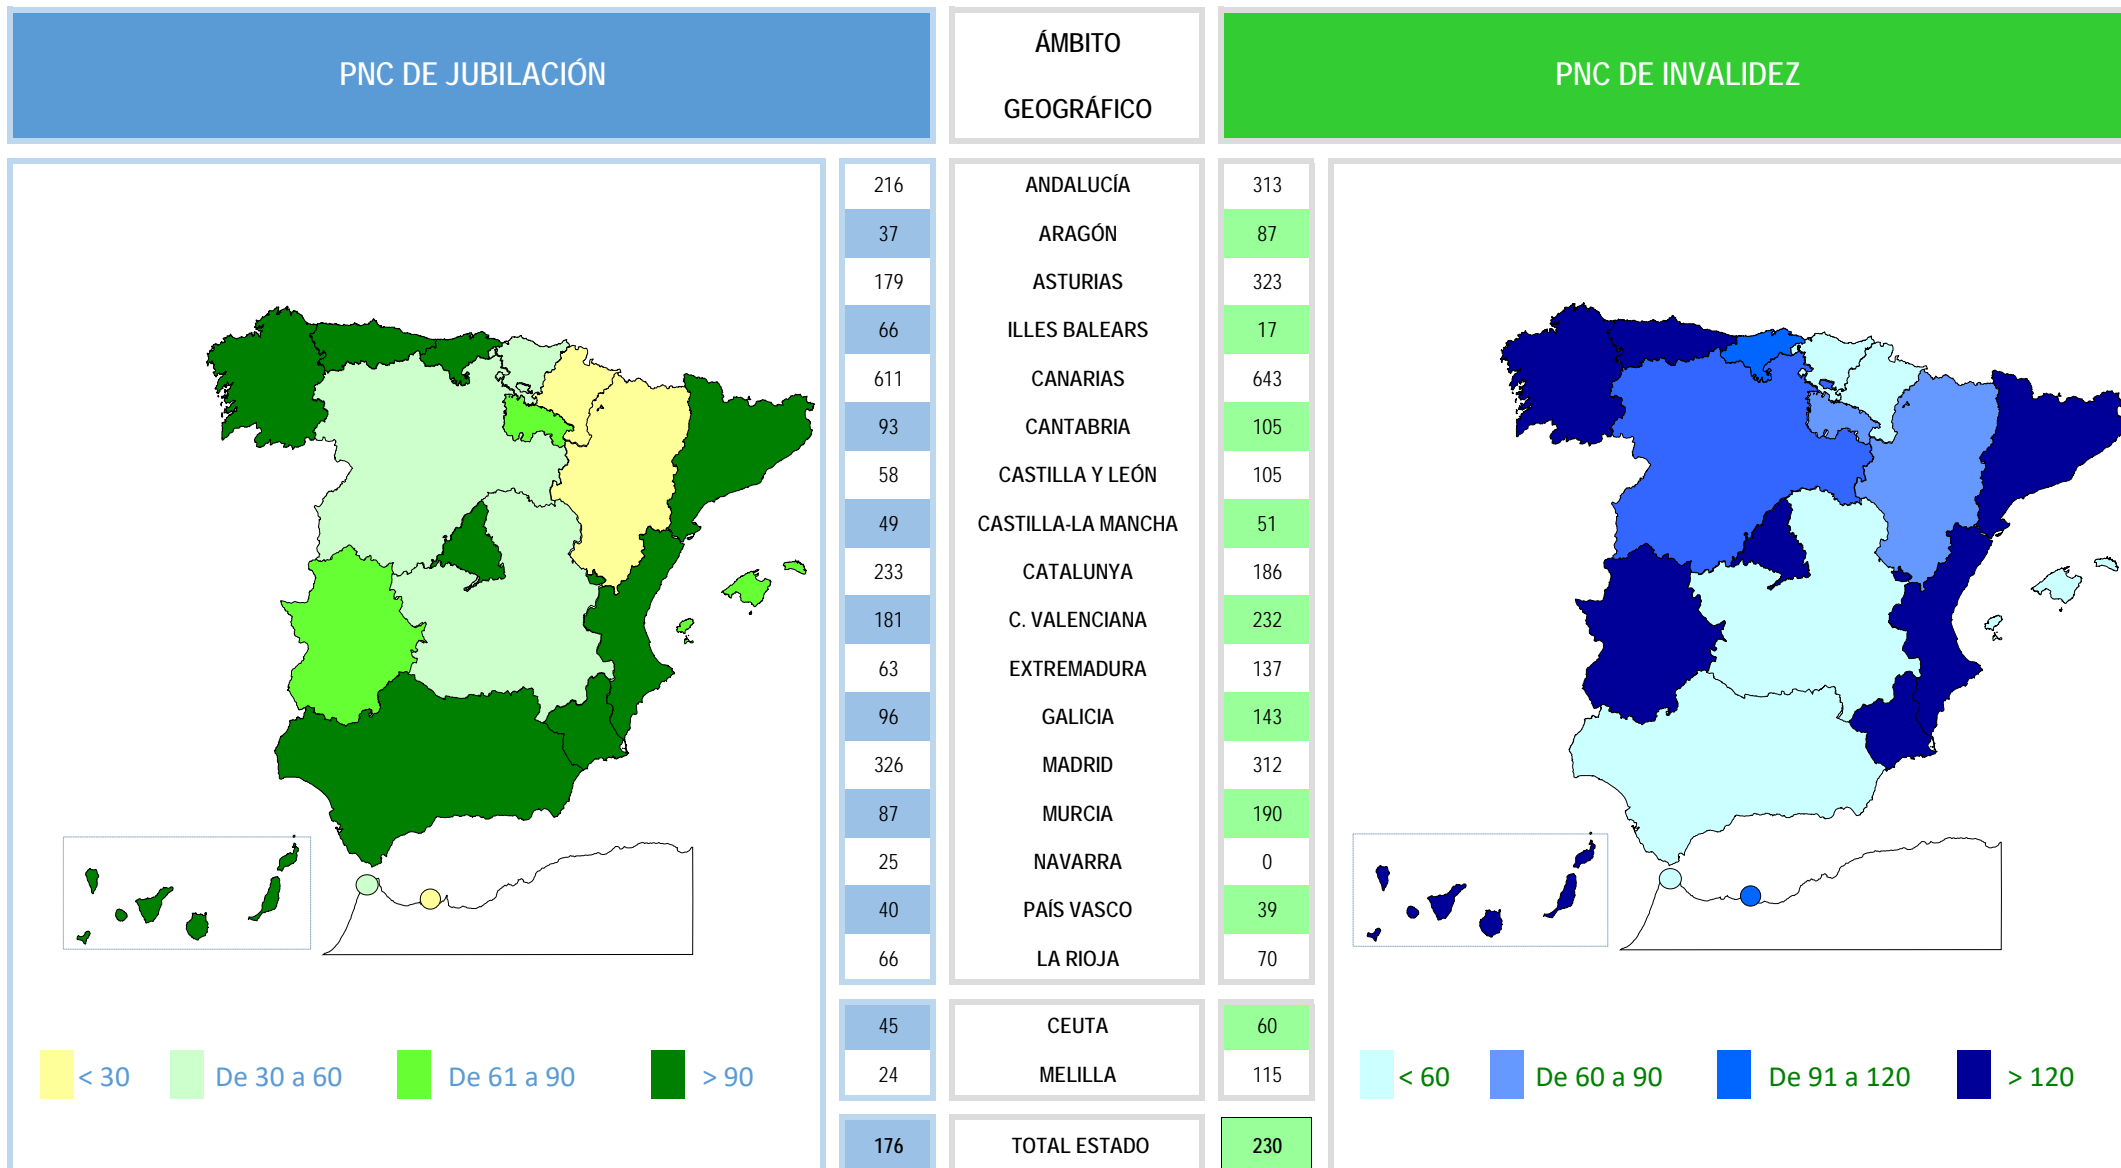 PNC DE JUBILACIÓN
ÁMBITO
GEOGRÁFICO
PNC DE INVALIDEZ
216 ANDALUCÍA 313
37 ARAGÓN 87
179 ASTURIAS 323
66 ILLES BALEARS 17
611 CANARIAS 643
93 CANTABRIA 105
58 CASTILLA Y LEÓN 105
49 CASTILLA-LA MANCHA 51
233 CATALUNYA 186
181 C. VALENCIANA 232
63 EXTREMADURA 137
96 GALICIA 143
326 MADRID 312
87 MURCIA 190
25 NAVARRA 0
40 PAÍS VASCO 39
66 LA RIOJA 70
45 CEUTA 60
24 MELILLA 115
176 TOTAL ESTADO 230
< 30 De 30 a 60 De 61 a 90 > 90
< 60 De 60 a 90 De 91 a 120 > 120